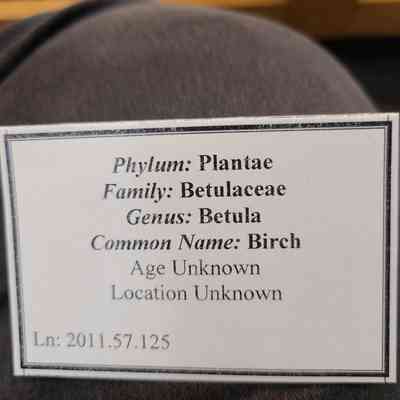 Phylum: Plantae
Family: Betulaceae
Genus: Betula
Common Name: Birch
Age Unknown
Location Unknown
Ln: 2011.57.125